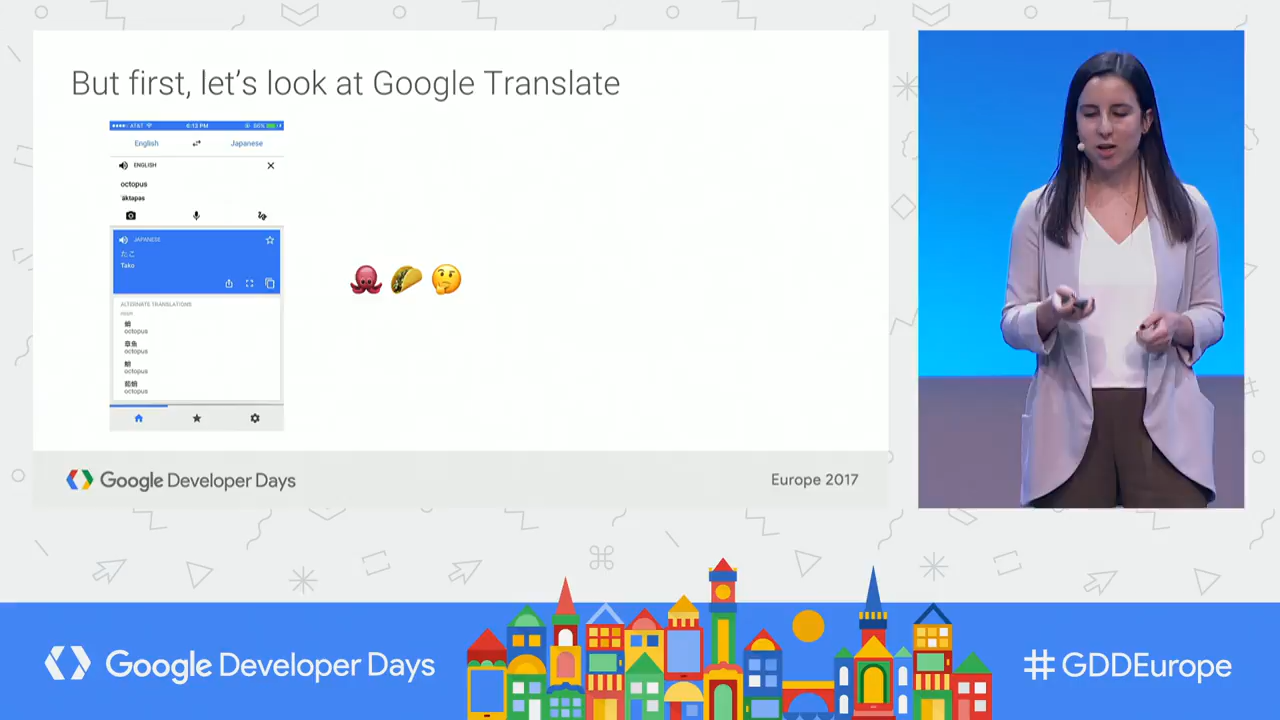 But first, let's look at Google Translate
AT&T 6:13 PM 66%
English Japanese
ENGLISH
octopus
ˈäktəpəs
JAPANESE
たこ
Tako
ALTERNATE TRANSLATIONS
noun
蛸
octopus
章魚
octopus
octopus
octopus
Google Developer Days
Europe 2017
Google Developer Days
#GDDEurope